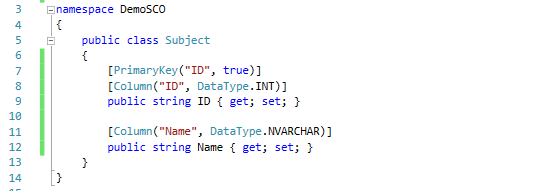 3 namespace DemoSCO
4 {
5     public class Subject
6     {
7         [PrimaryKey("ID", true)]
8         [Column("ID", DataType.INT)]
9         public string ID { get; set; }
10
11         [Column("Name", DataType.NVARCHAR)]
12         public string Name { get; set; }
13     }
14 }